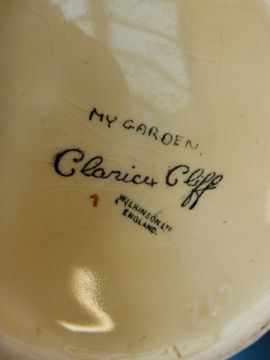 MY GARDEN.
Clarice Cliff
WILKINSON LTD
ENGLAND.